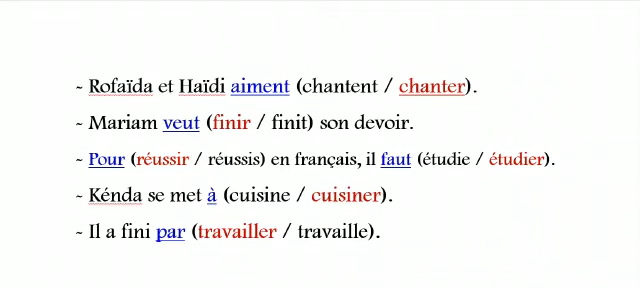 ~ Rofaïda et Haïdi aiment (chantent / chanter).
~ Mariam veut (finir / finit) son devoir.
~ Pour (réussir / réussis) en français, il faut (étudie / étudier).
~ Kénda se met à (cuisine / cuisiner).
~ Il a fini par (travailler / travaille).